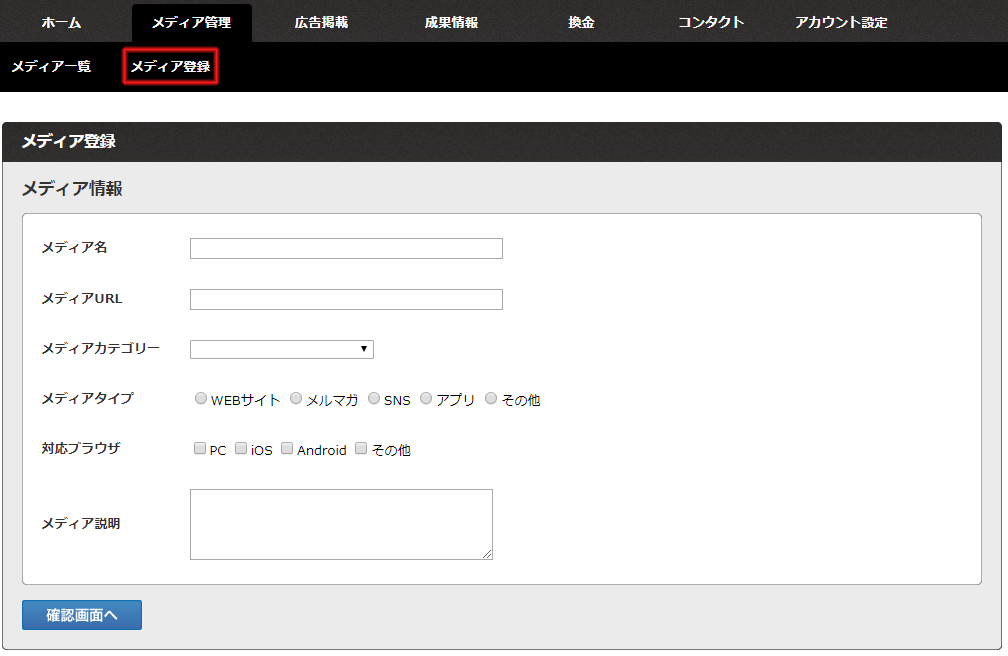 ホーム メディア管理 広告掲載 成果情報 換金 コンタクト アカウント設定
メディア一覧 メディア登録
メディア登録
メディア情報
メディア名
メディアURL
メディアカテゴリー
メディアタイプ WEBサイト メルマガ SNS アプリ その他
対応ブラウザ PC iOS Android その他
メディア説明
確認画面へ